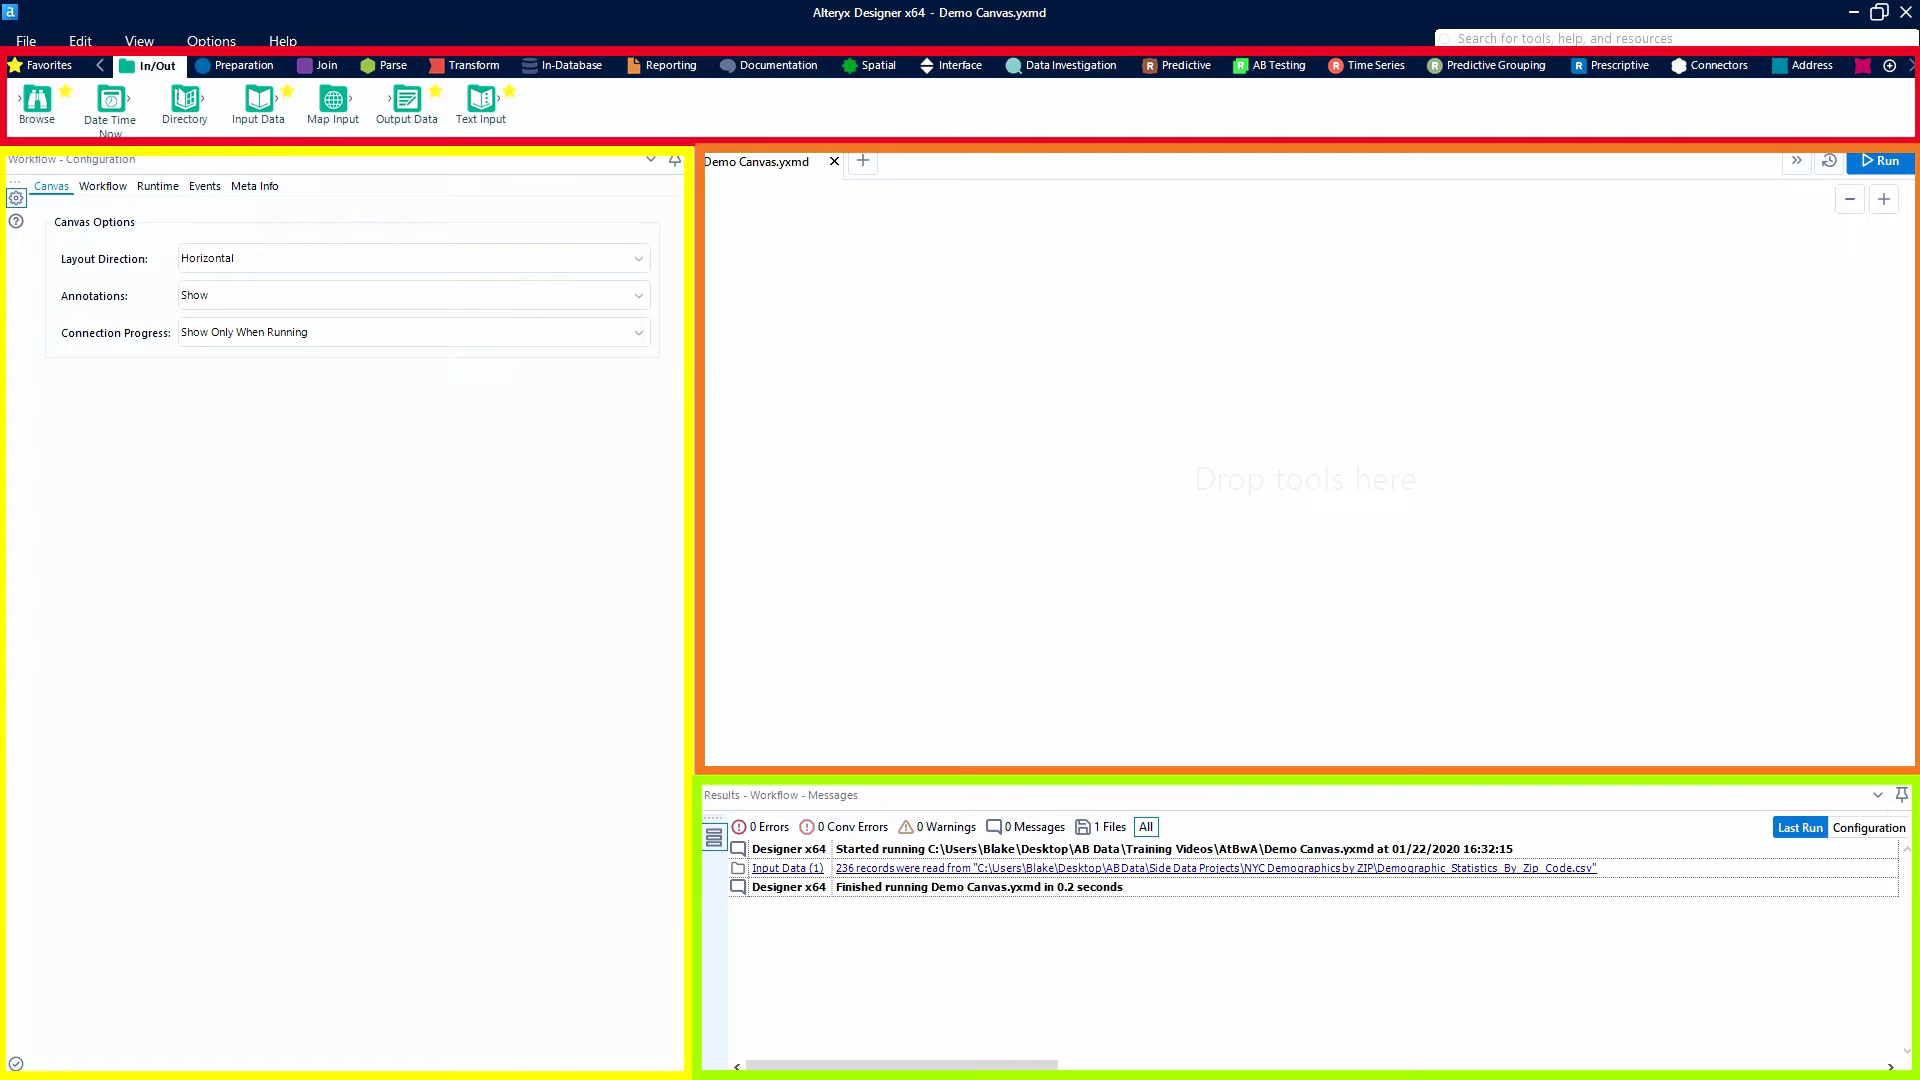 Alteryx Designer x64 - Demo Canvas.yxmd
File Edit View Options Help
Search for tools, help, and resources
Favorites In/Out Preparation Join Parse Transform In-Database Reporting Documentation Spatial Interface Data Investigation Predictive AB Testing Time Series Predictive Grouping Prescriptive Connectors Address
Browse Date Time Now Directory Input Data Map Input Output Data Text Input
Workflow - Configuration
Canvas Workflow Runtime Events Meta Info
Canvas Options
Layout Direction: Horizontal
Annotations: Show
Connection Progress: Show Only When Running
Demo Canvas.yxmd
Run
Drop tools here
Results - Workflow - Messages
0 Errors 0 Conv Errors 0 Warnings 0 Messages 1 Files All Last Run Configuration
Designer x64 Started running C:\Users\Blake\Desktop\AB Data\Training Videos\AtBwA\Demo Canvas.yxmd at 01/22/2020 16:32:15
Input Data (1) 236 records were read from "C:\Users\Blake\Desktop\AB Data\Side Data Projects\NYC Demographics by ZIP\Demographic_Statistics_By_Zip_Code.csv"
Designer x64 Finished running Demo Canvas.yxmd in 0.2 seconds